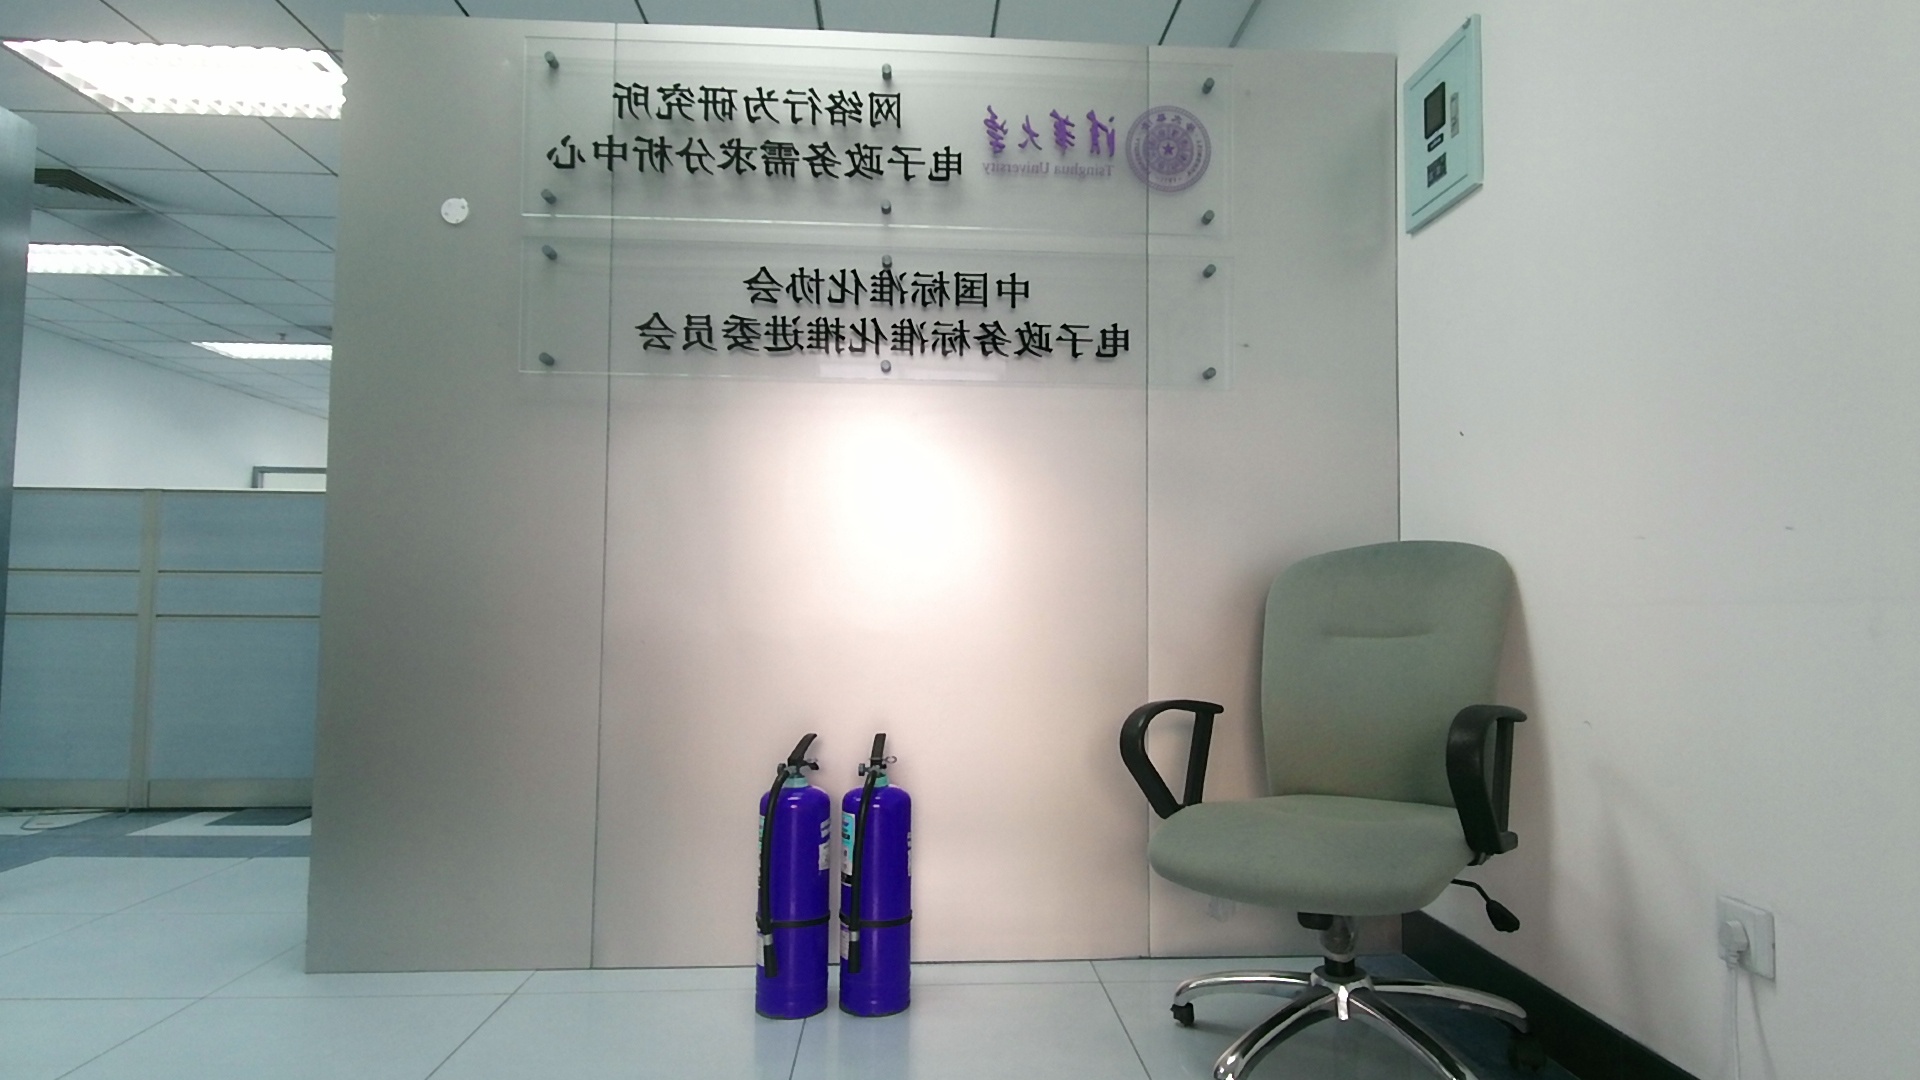 清华大学
Tsinghua University
网络行为研究所
电子政务需求分析中心
中国标准化协会
电子政务标准化推进委员会